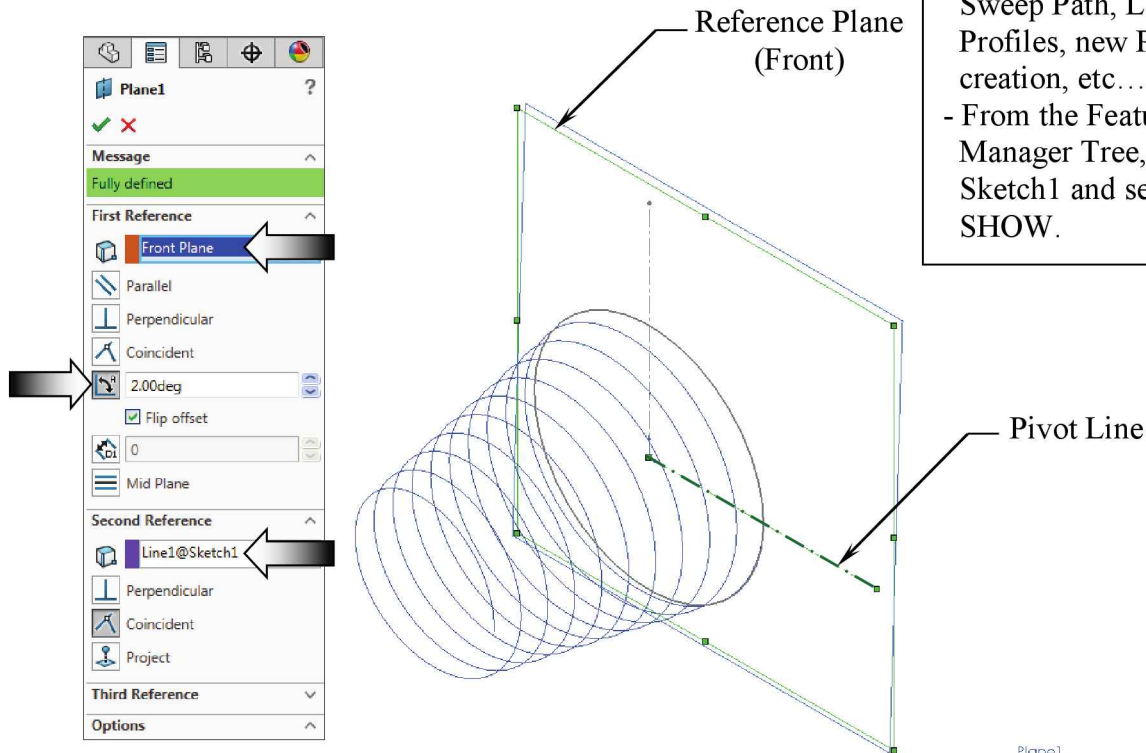 Plane1
?
Message
Fully defined
First Reference
Front Plane
Parallel
Perpendicular
Coincident
2.00deg
Flip offset
D1
0
Mid Plane
Second Reference
Line1@Sketch1
Perpendicular
Coincident
Project
Third Reference
Options
Reference Plane
(Front)
Pivot Line
Sweep Path,
Profiles, new
creation, etc…
- From the
Manager Tree,
Sketch1 and
SHOW.
Plane1